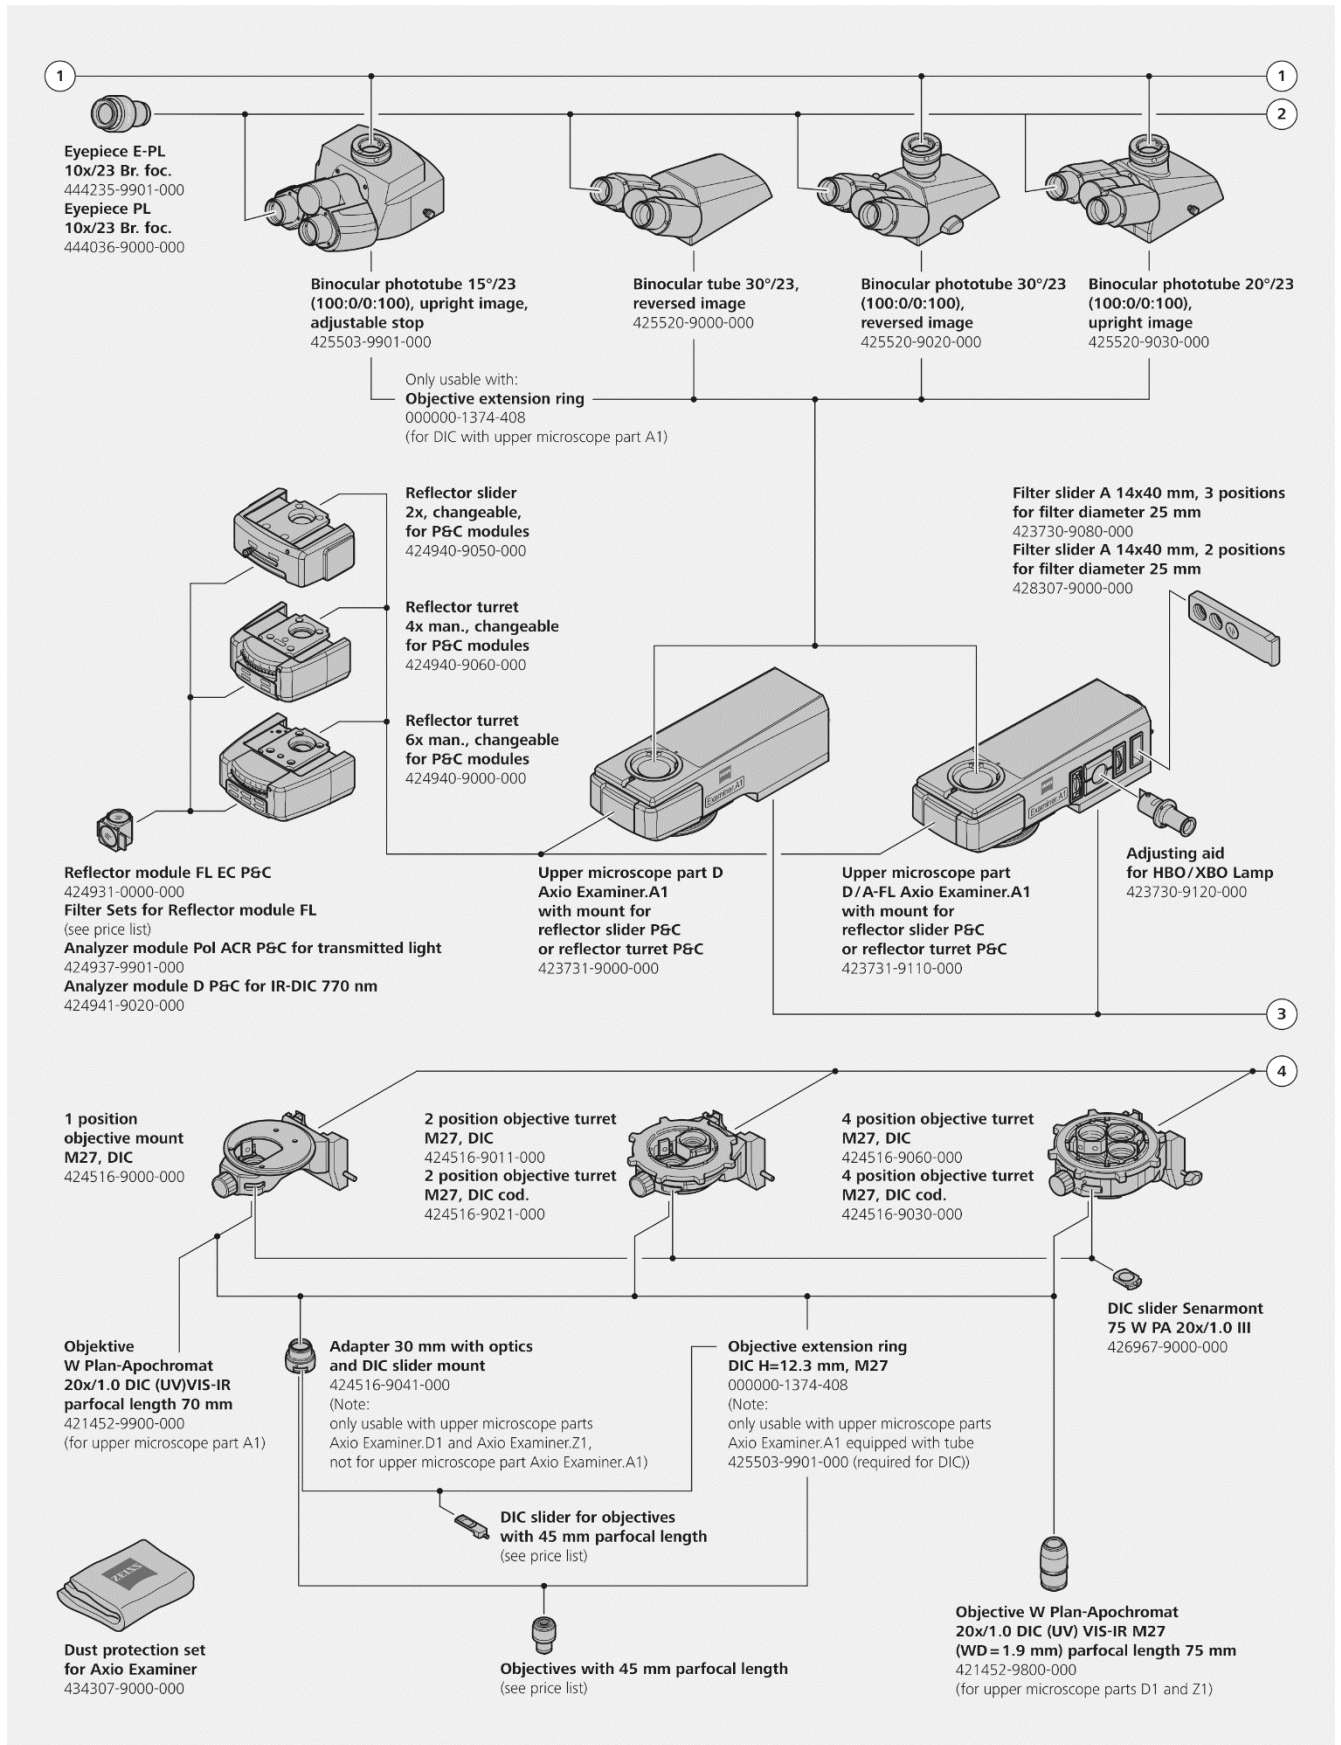 1
1
2
Eyepiece E-PL
10x/23 Br. foc.
444235-9901-000
Eyepiece PL
10x/23 Br. foc.
444036-9000-000
Binocular phototube 15°/23
(100:0/0:100), upright image,
adjustable stop
425503-9901-000
Binocular tube 30°/23,
reversed image
425520-9000-000
Binocular phototube 30°/23
(100:0/0:100),
reversed image
425520-9020-000
Binocular phototube 20°/23
(100:0/0:100),
upright image
425520-9030-000
Only usable with:
Objective extension ring
000000-1374-408
(for DIC with upper microscope part A1)
Reflector slider
2x, changeable,
for P&C modules
424940-9050-000
Reflector turret
4x man., changeable
for P&C modules
424940-9060-000
Reflector turret
6x man., changeable
for P&C modules
424940-9000-000
Filter slider A 14x40 mm, 3 positions
for filter diameter 25 mm
423730-9080-000
Filter slider A 14x40 mm, 2 positions
for filter diameter 25 mm
428307-9000-000
ZEISS
Examiner.A1
ZEISS
Examiner.A1
Reflector module FL EC P&C
424931-0000-000
Filter Sets for Reflector module FL
(see price list)
Analyzer module Pol ACR P&C for transmitted light
424937-9901-000
Analyzer module D P&C for IR-DIC 770 nm
424941-9020-000
Upper microscope part D
Axio Examiner.A1
with mount for
reflector slider P&C
or reflector turret P&C
423731-9000-000
Upper microscope part
D/A-FL Axio Examiner.A1
with mount for
reflector slider P&C
or reflector turret P&C
423731-9110-000
Adjusting aid
for HBO/XBO Lamp
423730-9120-000
3
4
1 position
objective mount
M27, DIC
424516-9000-000
2 position objective turret
M27, DIC
424516-9011-000
2 position objective turret
M27, DIC cod.
424516-9021-000
4 position objective turret
M27, DIC
424516-9060-000
4 position objective turret
M27, DIC cod.
424516-9030-000
DIC slider Senarmont
75 W PA 20x/1.0 III
426967-9000-000
Objektive
W Plan-Apochromat
20x/1.0 DIC (UV)VIS-IR
parfocal length 70 mm
421452-9900-000
(for upper microscope part A1)
Adapter 30 mm with optics
and DIC slider mount
424516-9041-000
(Note:
only usable with upper microscope parts
Axio Examiner.D1 and Axio Examiner.Z1,
not for upper microscope part Axio Examiner.A1)
Objective extension ring
DIC H=12.3 mm, M27
000000-1374-408
(Note:
only usable with upper microscope parts
Axio Examiner.A1 equipped with tube
425503-9901-000 (required for DIC))
DIC slider for objectives
with 45 mm parfocal length
(see price list)
ZEISS
Dust protection set
for Axio Examiner
434307-9000-000
Objectives with 45 mm parfocal length
(see price list)
Objective W Plan-Apochromat
20x/1.0 DIC (UV) VIS-IR M27
(WD=1.9 mm) parfocal length 75 mm
421452-9800-000
(for upper microscope parts D1 and Z1)